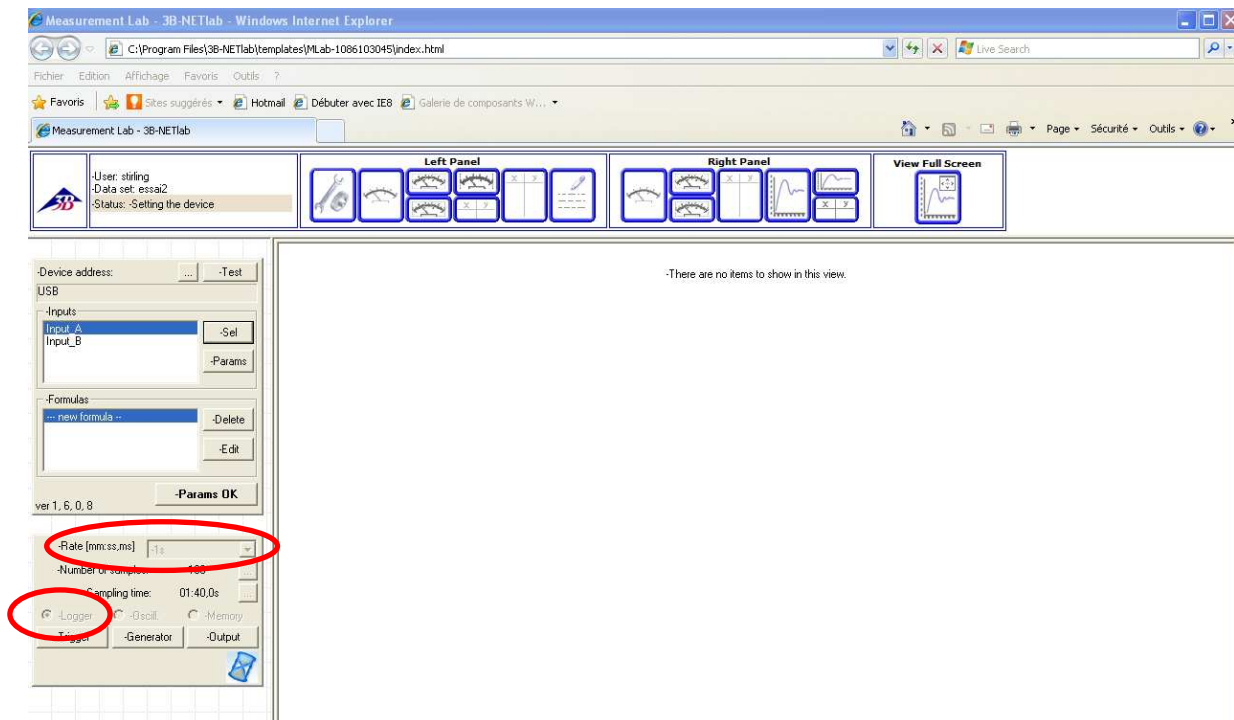 Measurement Lab - 3B-NETlab - Windows Internet Explorer
C:\Program Files\3B-NETlab\templates\MLab-1086103045\index.html
Live Search
Fichier Edition Affichage Favoris Outils ?
Favoris Sites suggérés Hotmail Débuter avec IE8 Galerie de composants W...
Measurement Lab - 3B-NETlab
Page Sécurité Outils
3B
-User: stirling
-Data set: essai2
-Status: -Setting the device
Left Panel
x y
x y
Right Panel
x y
x y
View Full Screen
-Device address: ... -Test
USB
-Inputs
Input_A
Input_B
-Sel
-Params
-Formulas
--- new formula --
-Delete
-Edit
ver 1, 6, 0, 8
-Params OK
-There are no items to show in this view.
-Rate [mm:ss,ms] -1s
-Number of samples: 100 ...
-Sampling time: 01:40,0s ...
-Logger -Oscill. -Memory
-Trigger -Generator -Output